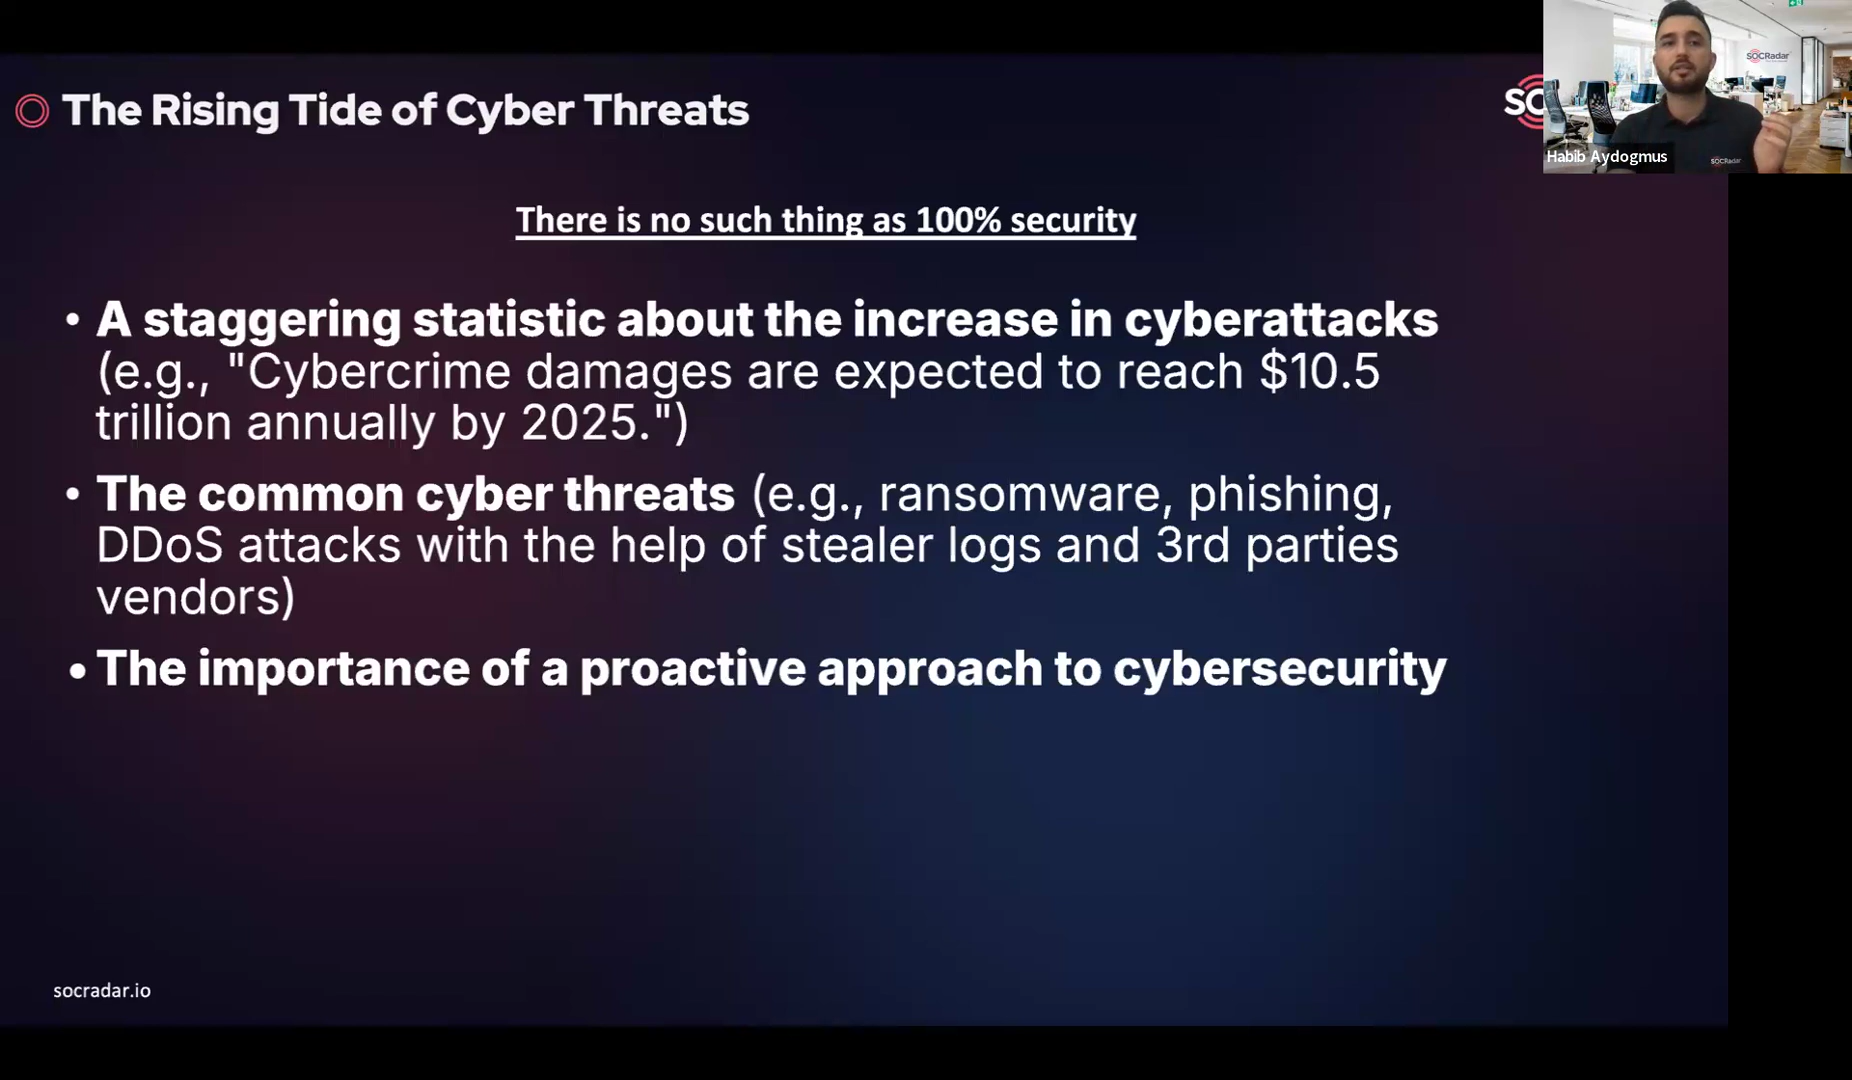 The Rising Tide of Cyber Threats
SOCRadar
SOCRadar
Habib Aydogmus
There is no such thing as 100% security
• A staggering statistic about the increase in cyberattacks
(e.g., "Cybercrime damages are expected to reach $10.5
trillion annually by 2025.")
• The common cyber threats (e.g., ransomware, phishing,
DDoS attacks with the help of stealer logs and 3rd parties
vendors)
• The importance of a proactive approach to cybersecurity
socradar.io